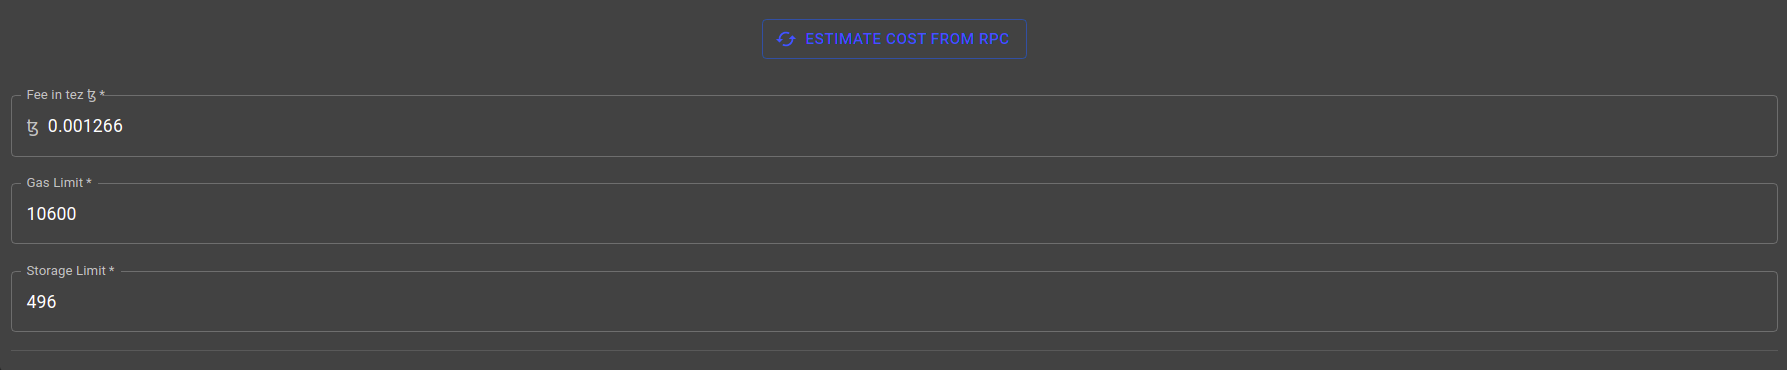 ESTIMATE COST FROM RPC
Fee in tez ꜩ *
ꜩ 0.001266
Gas Limit *
10600
Storage Limit *
496